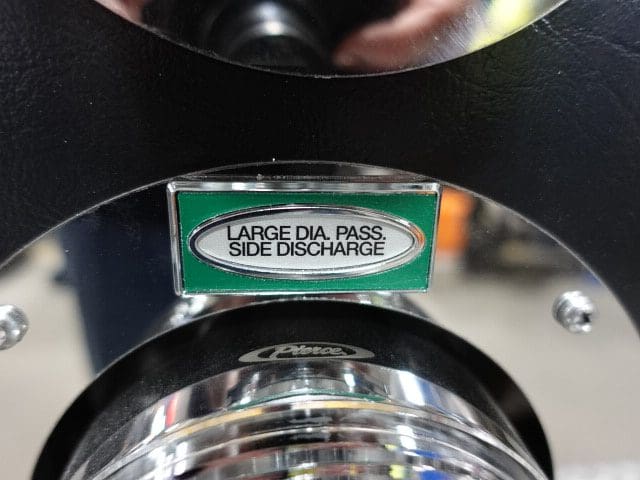 LARGE DIA. PASS.
SIDE DISCHARGE
Pierce